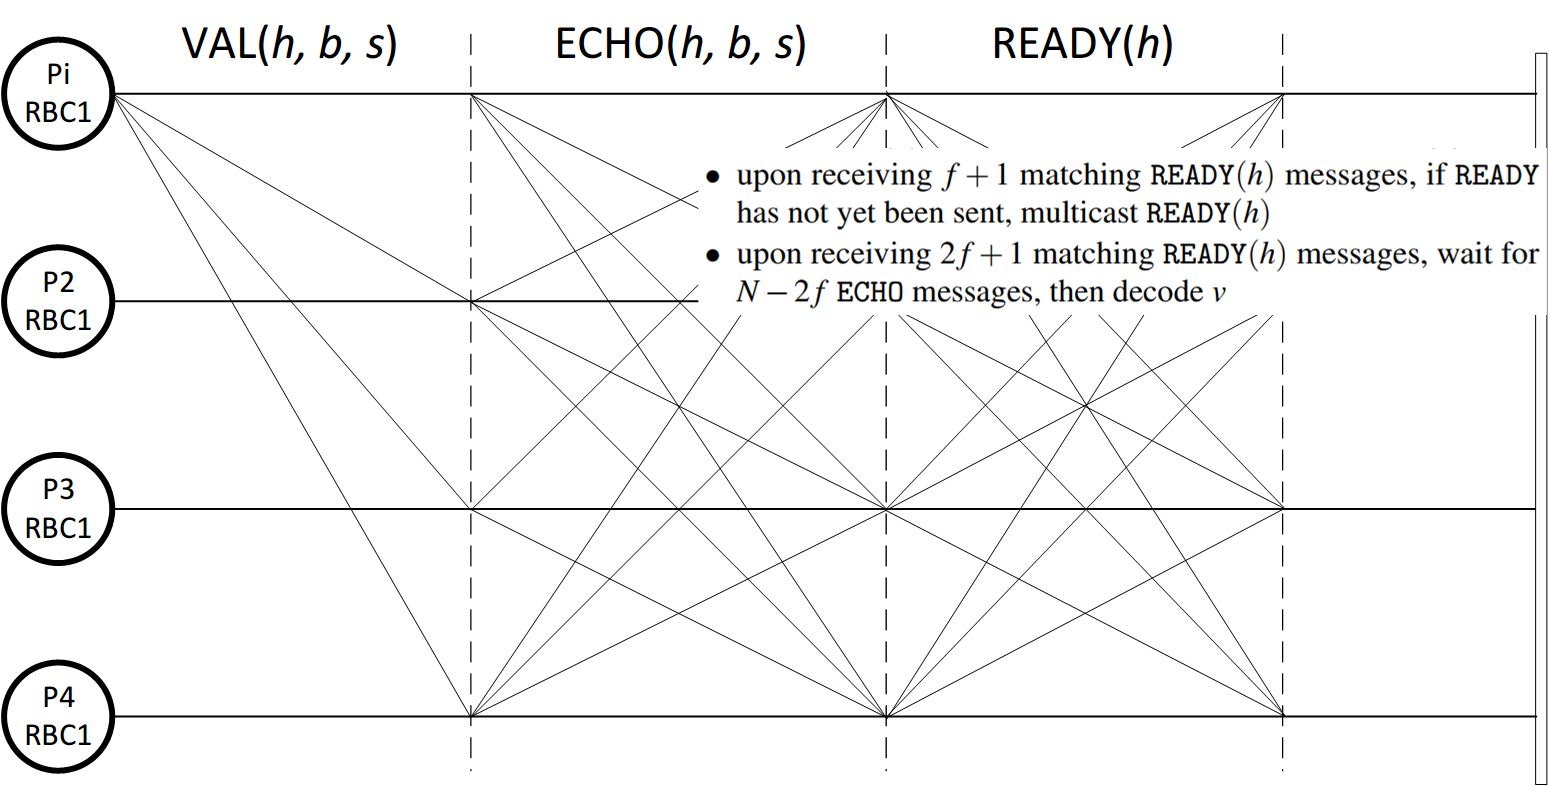 VAL(h, b, s)
ECHO(h, b, s)
READY(h)
Pi
RBC1
• upon receiving f + 1 matching READY(h) messages, if READY
has not yet been sent, multicast READY(h)
• upon receiving 2f + 1 matching READY(h) messages, wait for
N − 2f ECHO messages, then decode v
P2
RBC1
P3
RBC1
P4
RBC1